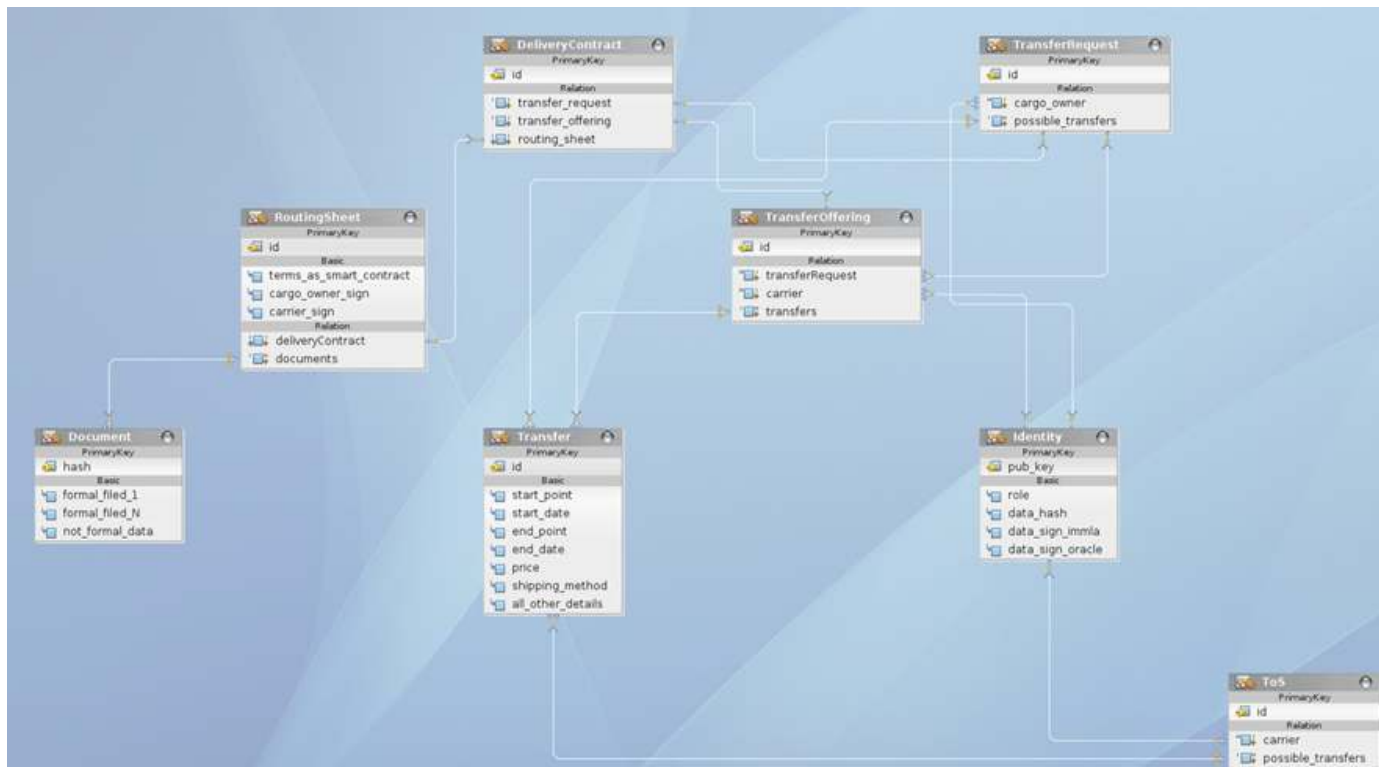 DeliveryContract
PrimaryKey
id
Relation
transfer_request
transfer_offering
routing_sheet
TransferRequest
PrimaryKey
id
Relation
cargo_owner
possible_transfers
RoutingSheet
PrimaryKey
id
Basic
terms_as_smart_contract
cargo_owner_sign
carrier_sign
Relation
deliveryContract
documents
TransferOffering
PrimaryKey
id
Relation
transferRequest
carrier
transfers
Document
PrimaryKey
hash
Basic
formal_filed_1
formal_filed_N
not_formal_data
Transfer
PrimaryKey
id
Basic
start_point
start_date
end_point
end_date
price
shipping_method
all_other_details
Identity
PrimaryKey
pub_key
Basic
role
data_hash
data_sign_immla
data_sign_oracle
ToS
PrimaryKey
id
Relation
carrier
possible_transfers